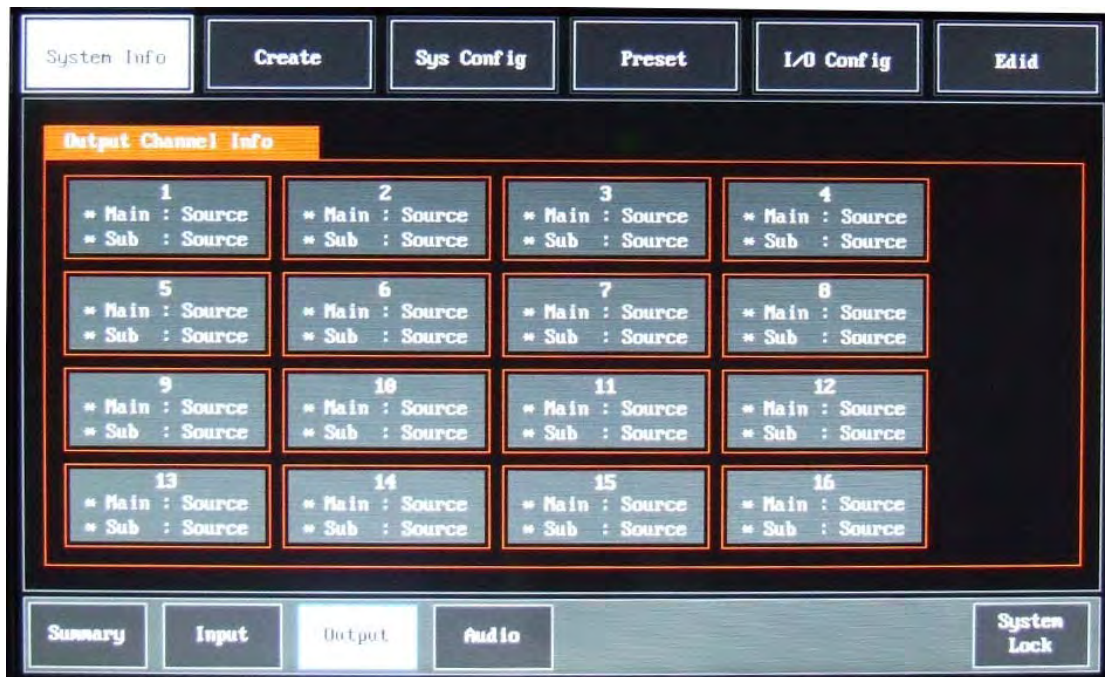 System Info
Create
Sys Config
Preset
I/O Config
Edid
Output Channel Info
1
* Main : Source
* Sub : Source
2
* Main : Source
* Sub : Source
3
* Main : Source
* Sub : Source
4
* Main : Source
* Sub : Source
5
* Main : Source
* Sub : Source
6
* Main : Source
* Sub : Source
7
* Main : Source
* Sub : Source
8
* Main : Source
* Sub : Source
9
* Main : Source
* Sub : Source
10
* Main : Source
* Sub : Source
11
* Main : Source
* Sub : Source
12
* Main : Source
* Sub : Source
13
* Main : Source
* Sub : Source
14
* Main : Source
* Sub : Source
15
* Main : Source
* Sub : Source
16
* Main : Source
* Sub : Source
Summary
Input
Output
Audio
System
Lock